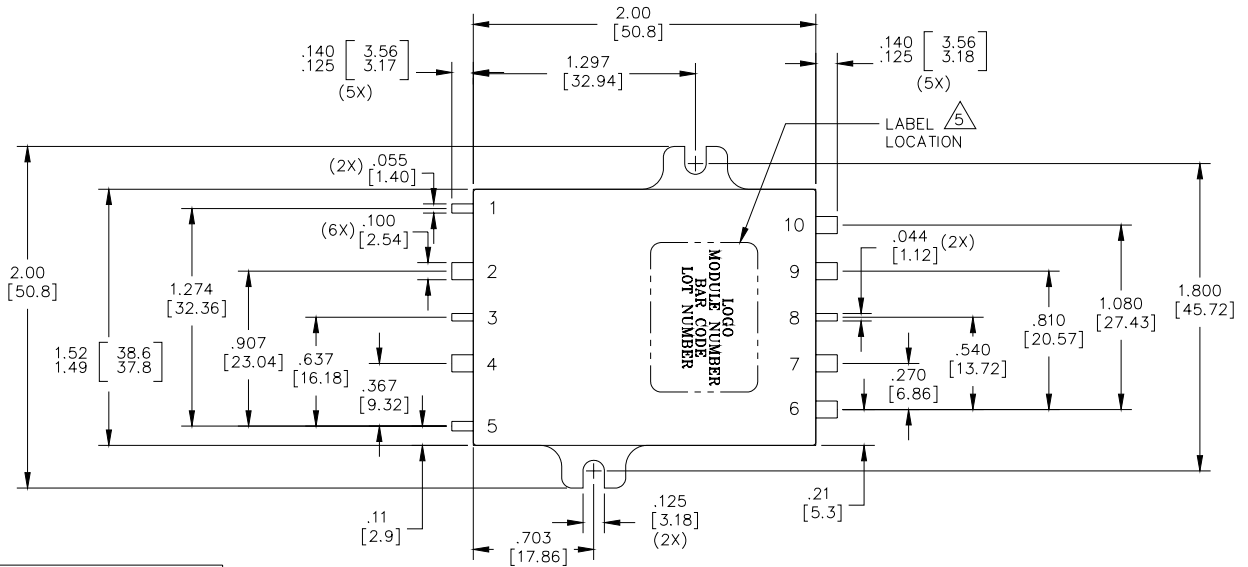 2.00
[50.8]
.140 [ 3.56
.125 3.17 ]
(5X)
1.297
[32.94]
.140 [ 3.56
.125 3.18 ]
(5X)
LABEL 5
LOCATION
(2X) .055
[1.40]
(6X) .100
[2.54]
1
2
3
4
5
10
9
8
7
6
.044 (2X)
[1.12]
LOGO
MODULE NUMBER
BAR CODE
LOT NUMBER
2.00
[50.8]
1.52 [ 38.6
1.49 37.8 ]
1.274
[32.36]
.907
[23.04]
.637
[16.18]
.367
[9.32]
.270
[6.86]
.540
[13.72]
.810
[20.57]
1.080
[27.43]
1.800
[45.72]
.11
[2.9]
.703
[17.86]
.125
[3.18]
(2X)
.21
[5.3]